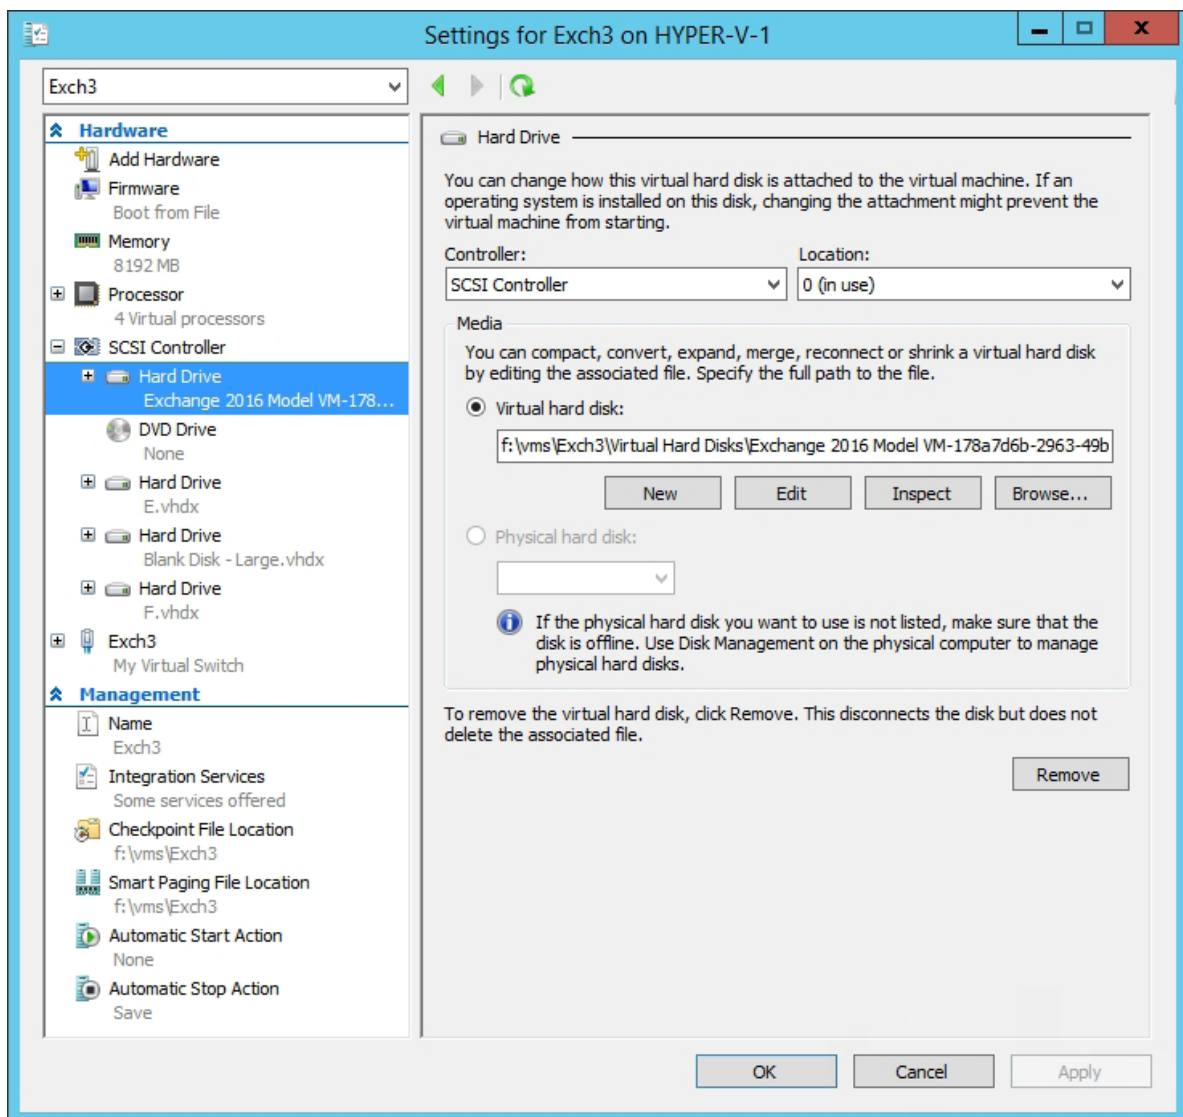 Settings for Exch3 on HYPER-V-1
Exch3
Hardware
Add Hardware
Firmware
Boot from File
Memory
8192 MB
Processor
4 Virtual processors
SCSI Controller
Hard Drive
Exchange 2016 Model VM-178...
DVD Drive
None
Hard Drive
E.vhdx
Hard Drive
Blank Disk - Large.vhdx
Hard Drive
F.vhdx
Exch3
My Virtual Switch
Management
Name
Exch3
Integration Services
Some services offered
Checkpoint File Location
f:\vms\Exch3
Smart Paging File Location
f:\vms\Exch3
Automatic Start Action
None
Automatic Stop Action
Save
Hard Drive
You can change how this virtual hard disk is attached to the virtual machine. If an
operating system is installed on this disk, changing the attachment might prevent the
virtual machine from starting.
Controller:
Location:
SCSI Controller
0 (in use)
Media
You can compact, convert, expand, merge, reconnect or shrink a virtual hard disk
by editing the associated file. Specify the full path to the file.
Virtual hard disk:
f:\vms\Exch3\Virtual Hard Disks\Exchange 2016 Model VM-178a7d6b-2963-49b
New
Edit
Inspect
Browse...
Physical hard disk:
If the physical hard disk you want to use is not listed, make sure that the
disk is offline. Use Disk Management on the physical computer to manage
physical hard disks.
To remove the virtual hard disk, click Remove. This disconnects the disk but does not
delete the associated file.
Remove
OK
Cancel
Apply